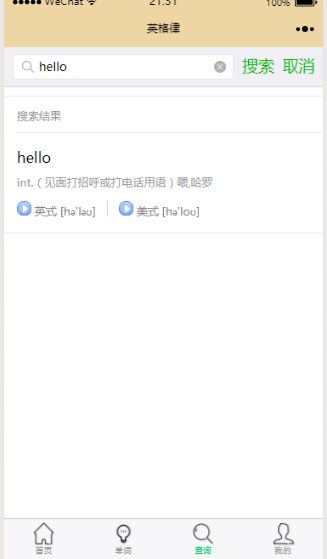 WeChat 21:51 100%
英格律
hello 搜索 取消
搜索结果
hello
int.（见面打招呼或打电话用语）喂,哈罗
英式 [hə'ləʊ] 美式 [hə'loʊ]
首页 单词 查询 我的